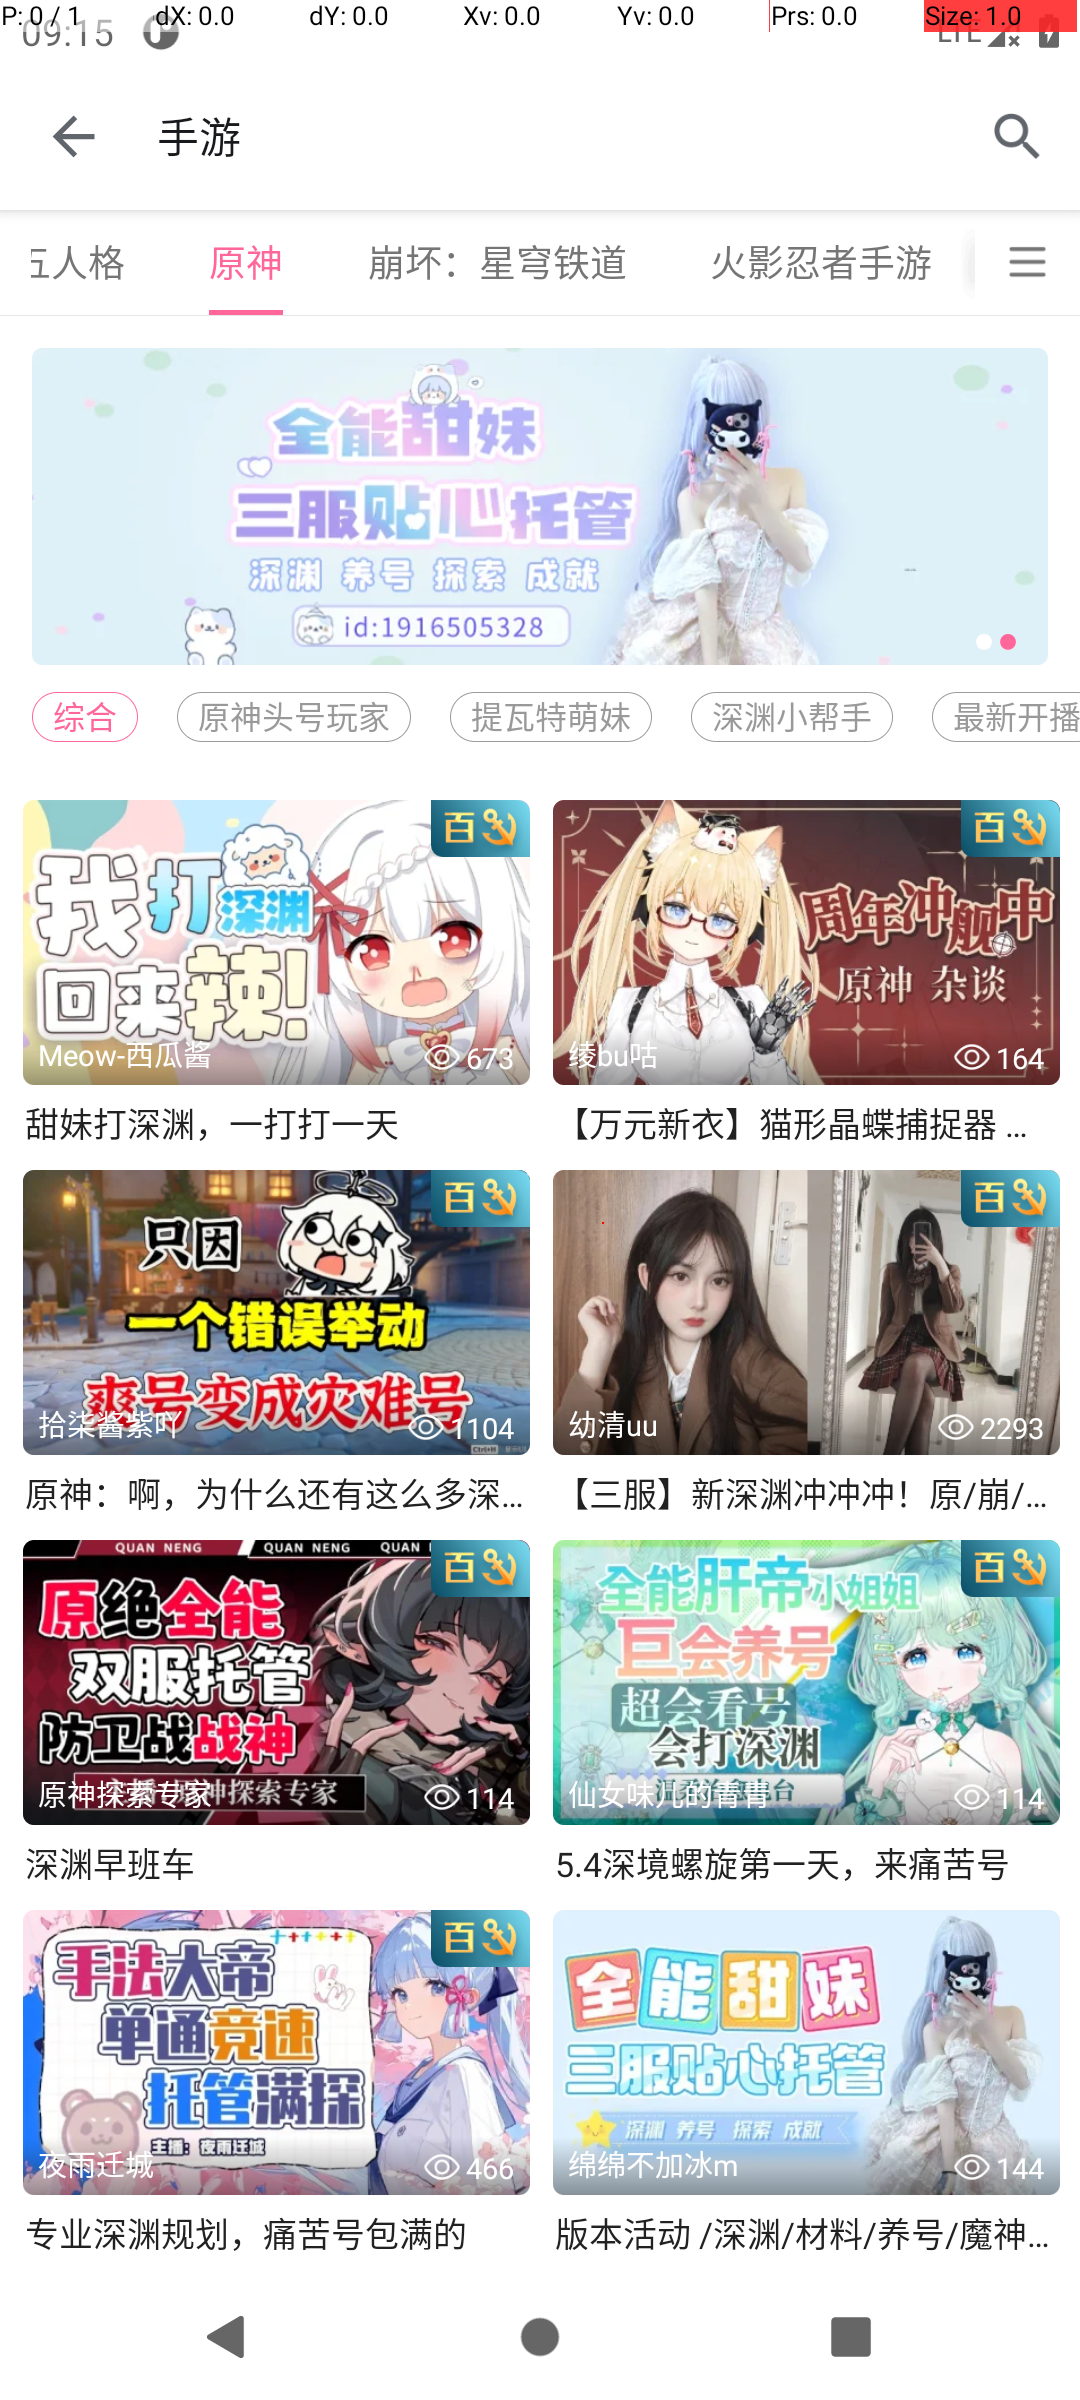 P: 0 / 1 dX: 0.0 dY: 0.0 Xv: 0.0 Yv: 0.0 Prs: 0.0 Size: 1.0
09:15 LTE
手游
五人格 原神 崩坏：星穹铁道 火影忍者手游
全能甜妹
三服贴心托管
深渊 养号 探索 成就
id:1916505328
综合 原神头号玩家 提瓦特萌妹 深渊小帮手 最新开播
百
我打深渊
回来辣!
Meow-西瓜酱 673
甜妹打深渊，一打打一天
百
周年冲舰中
原神 杂谈
绫bu咕 164
【万元新衣】猫形晶蝶捕捉器 ...
百
只因
一个错误举动
爽号变成灾难号
拾柒酱紫吖 1104
原神：啊，为什么还有这么多深...
百
幼清uu 2293
【三服】新深渊冲冲冲！原/崩/...
QUAN NENG QUAN NENG QUAN N
百
原绝全能
双服托管
防卫战战神
原神探索专家 114
深渊早班车
百
全能肝帝小姐姐
巨会养号
超会看号
会打深渊
仙女味儿的青青 114
5.4深境螺旋第一天，来痛苦号
百
手法大帝
单通竞速
托管满探
主播：夜雨迁城
夜雨迁城 466
专业深渊规划，痛苦号包满的
全能甜妹
三服贴心托管
深渊 养号 探索 成就
绵绵不加冰m 144
版本活动 /深渊/材料/养号/魔神...